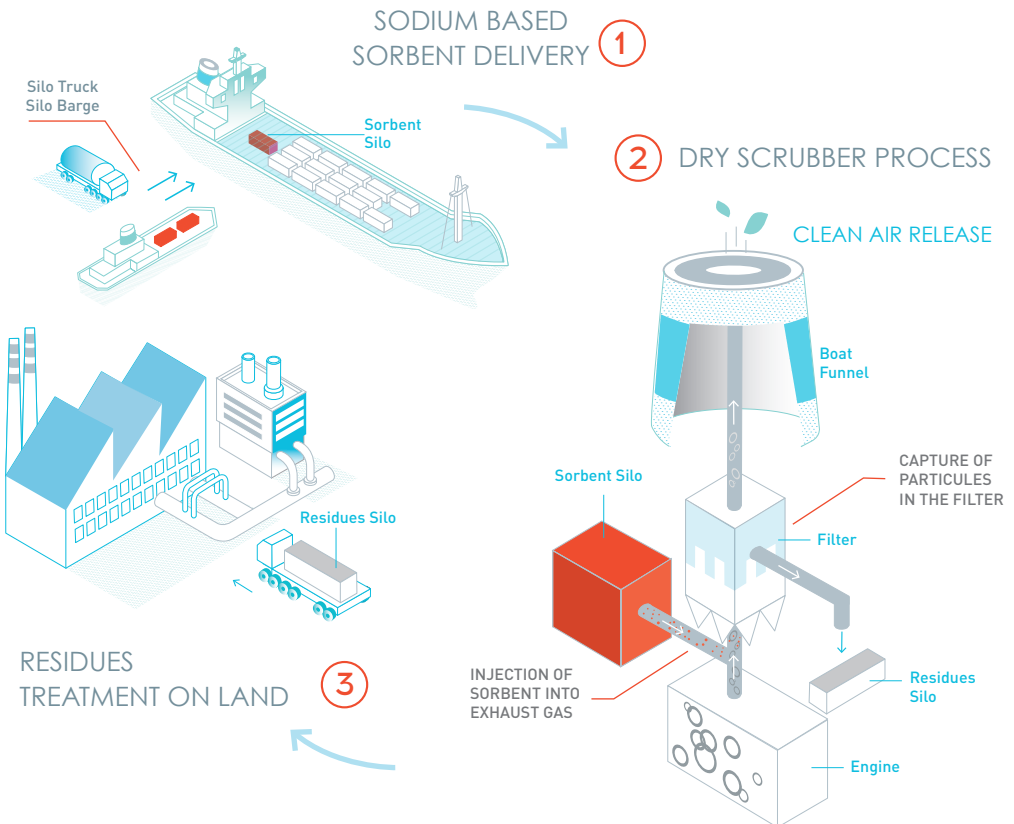 SODIUM BASED
SORBENT DELIVERY
1
Silo Truck
Silo Barge
Sorbent
Silo
2
DRY SCRUBBER PROCESS
CLEAN AIR RELEASE
Boat
Funnel
CAPTURE OF
PARTICULES
IN THE FILTER
Sorbent Silo
Filter
Residues Silo
INJECTION OF
SORBENT INTO
EXHAUST GAS
Residues
Silo
Engine
RESIDUES
TREATMENT ON LAND
3